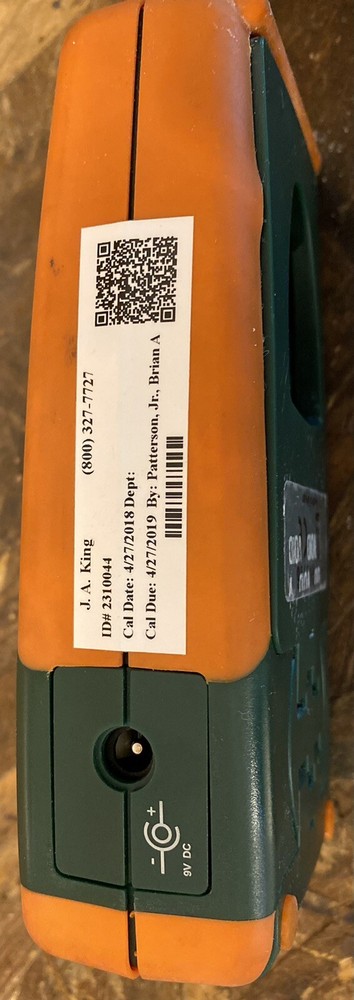 J. A. King (800) 327-7727
ID# 2310044
Cal Date: 4/27/2018 Dept:
Cal Due: 4/27/2019 By: Patterson, Jr., Brian A
- +
9V DC